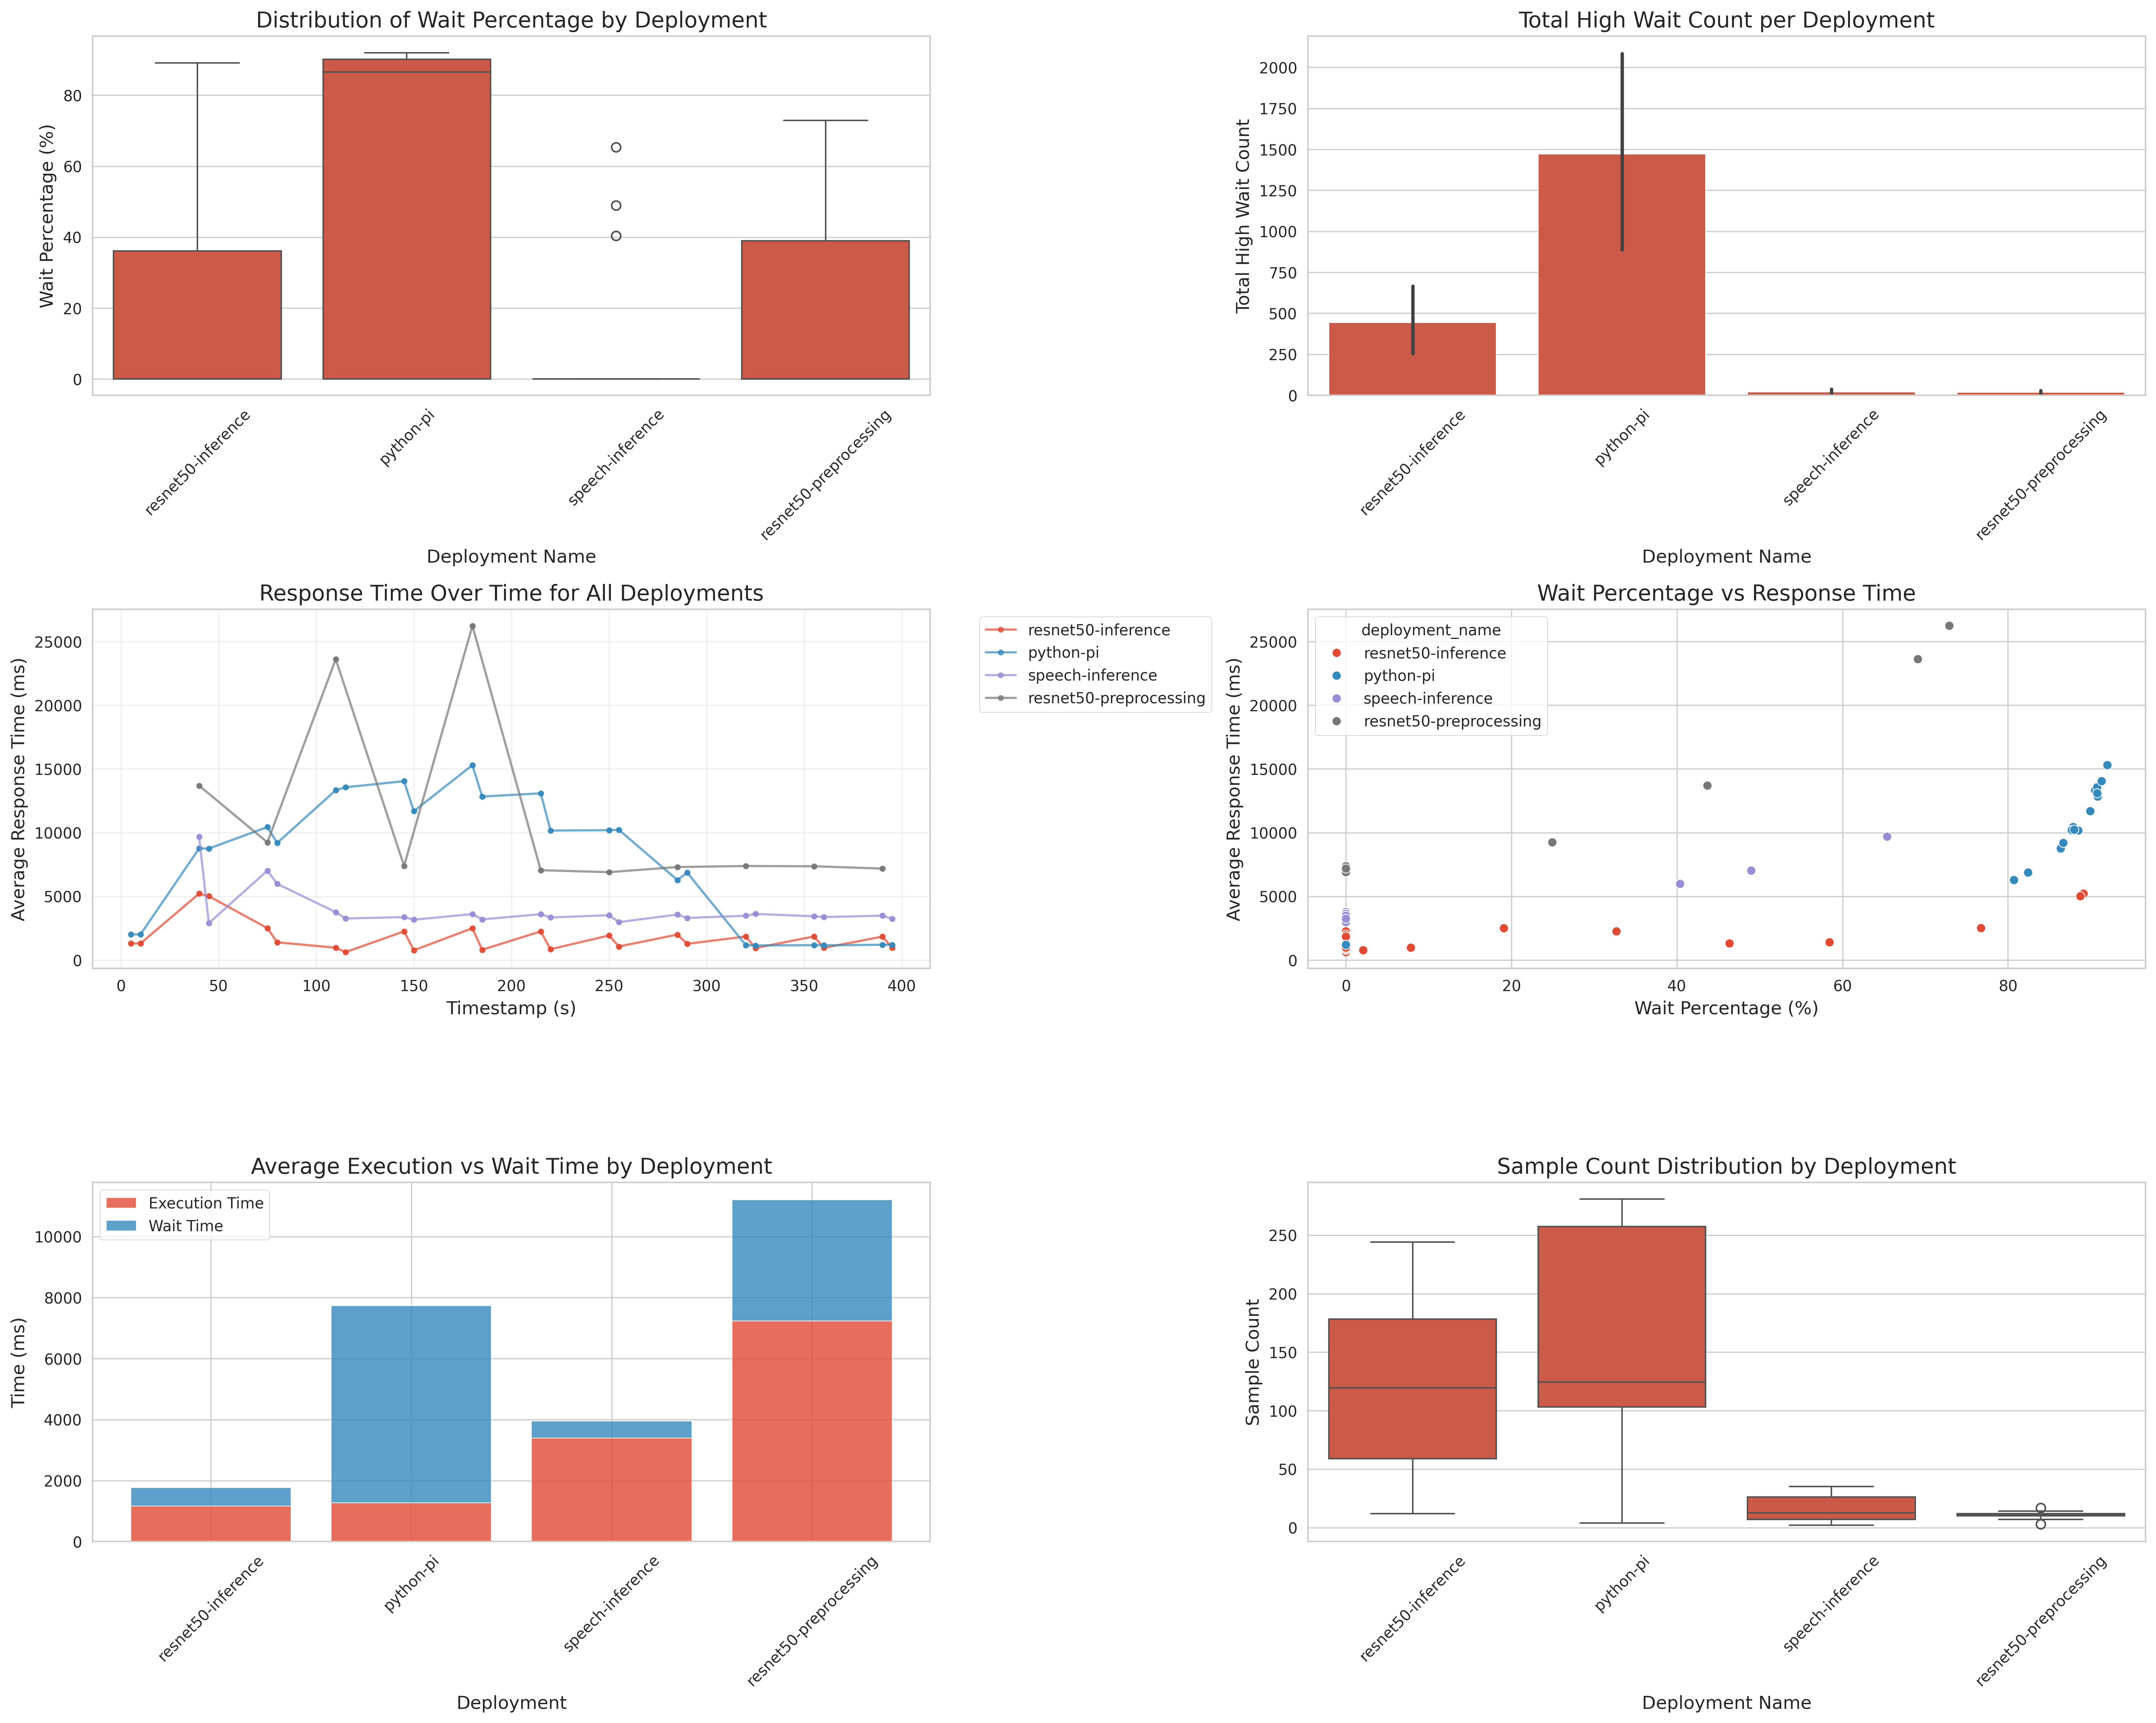 Distribution of Wait Percentage by Deployment
Wait Percentage (%)
80
60
40
20
0
resnet50-inference
python-pi
speech-inference
resnet50-preprocessing
Deployment Name
Total High Wait Count per Deployment
Total High Wait Count
2000
1750
1500
1250
1000
750
500
250
0
resnet50-inference
python-pi
speech-inference
resnet50-preprocessing
Deployment Name
Response Time Over Time for All Deployments
Average Response Time (ms)
25000
20000
15000
10000
5000
0
0 50 100 150 200 250 300 350 400
Timestamp (s)
resnet50-inference
python-pi
speech-inference
resnet50-preprocessing
Wait Percentage vs Response Time
Average Response Time (ms)
25000
20000
15000
10000
5000
0
deployment_name
resnet50-inference
python-pi
speech-inference
resnet50-preprocessing
0 20 40 60 80
Wait Percentage (%)
Average Execution vs Wait Time by Deployment
Time (ms)
Execution Time
Wait Time
10000
8000
6000
4000
2000
0
resnet50-inference
python-pi
speech-inference
resnet50-preprocessing
Deployment
Sample Count Distribution by Deployment
Sample Count
250
200
150
100
50
0
resnet50-inference
python-pi
speech-inference
resnet50-preprocessing
Deployment Name